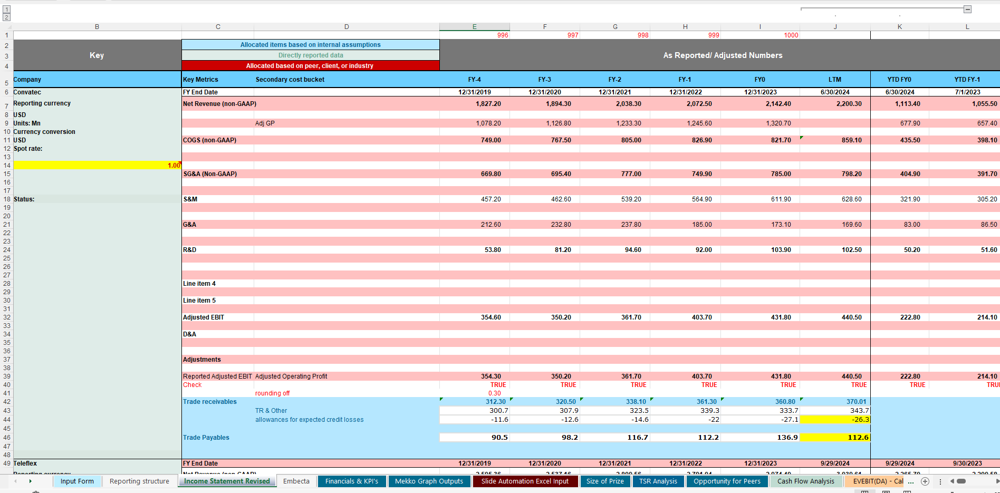 1
2
B C D E F G H I J K L
1 996 997 998 999 1000
2 Allocated items based on internal assumptions
3 Key Directly reported data As Reported/ Adjusted Numbers
4 Allocated based on peer, client, or industry
5 Company Key Metrics Secondary cost bucket FY-4 FY-3 FY-2 FY-1 FY0 LTM YTD FY0 YTD FY-1
6 Convatec FY End Date 12/31/2019 12/31/2020 12/31/2021 12/31/2022 12/31/2023 6/30/2024 6/30/2024 7/1/2023
7 Reporting currency Net Revenue (non-GAAP) 1,827.20 1,894.30 2,038.30 2,072.50 2,142.40 2,200.30 1,113.40 1,055.50
8 USD
9 Units: Mn Adj GP 1,078.20 1,126.80 1,233.30 1,245.60 1,320.70 677.90 657.40
10 Currency conversion
11 USD COGS (non-GAAP) 749.00 767.50 805.00 826.90 821.70 859.10 435.50 398.10
12 Spot rate:
13
14 1.00
15 SG&A (Non-GAAP) 669.80 695.40 777.00 749.90 785.00 798.20 404.90 391.70
16
17
18 Status: S&M 457.20 462.60 539.20 564.90 611.90 628.60 321.90 305.20
19
20
21 G&A 212.60 232.80 237.80 185.00 173.10 169.60 83.00 86.50
22
23
24 R&D 53.80 81.20 94.60 92.00 103.90 102.50 50.20 51.60
25
26
27
28 Line item 4
29
30 Line item 5
31
32 Adjusted EBIT 354.60 350.20 361.70 403.70 431.80 440.50 222.80 214.10
33
34 D&A
35
36
37 Adjustments
38
39 Reported Adjusted EBIT Adjusted Operating Profit 354.30 350.20 361.70 403.70 431.80 440.50 222.80 214.10
40 Check TRUE TRUE TRUE TRUE TRUE TRUE TRUE TRU
41 rounding off 0.30
42 Trade receivables 312.30 320.50 338.10 361.30 360.80 370.01
43 TR & Other 300.7 307.9 323.5 339.3 333.7 343.7
44 allowances for expected credit losses -11.6 -12.6 -14.6 -22 -27.1 -26.3
45
46 Trade Payables 90.5 98.2 116.7 112.2 136.9 112.6
47
48
49 Teleflex FY End Date 12/31/2019 12/31/2020 12/31/2021 12/31/2022 12/31/2023 9/29/2024 9/29/2024 9/30/2023
Input Form Reporting structure Income Statement Revised Embecta Financials & KPI's Mekko Graph Outputs Slide Automation Excel Input Size of Prize TSR Analysis Opportunity for Peers Cash Flow Analysis EVEBIT(DA) - Cal ...